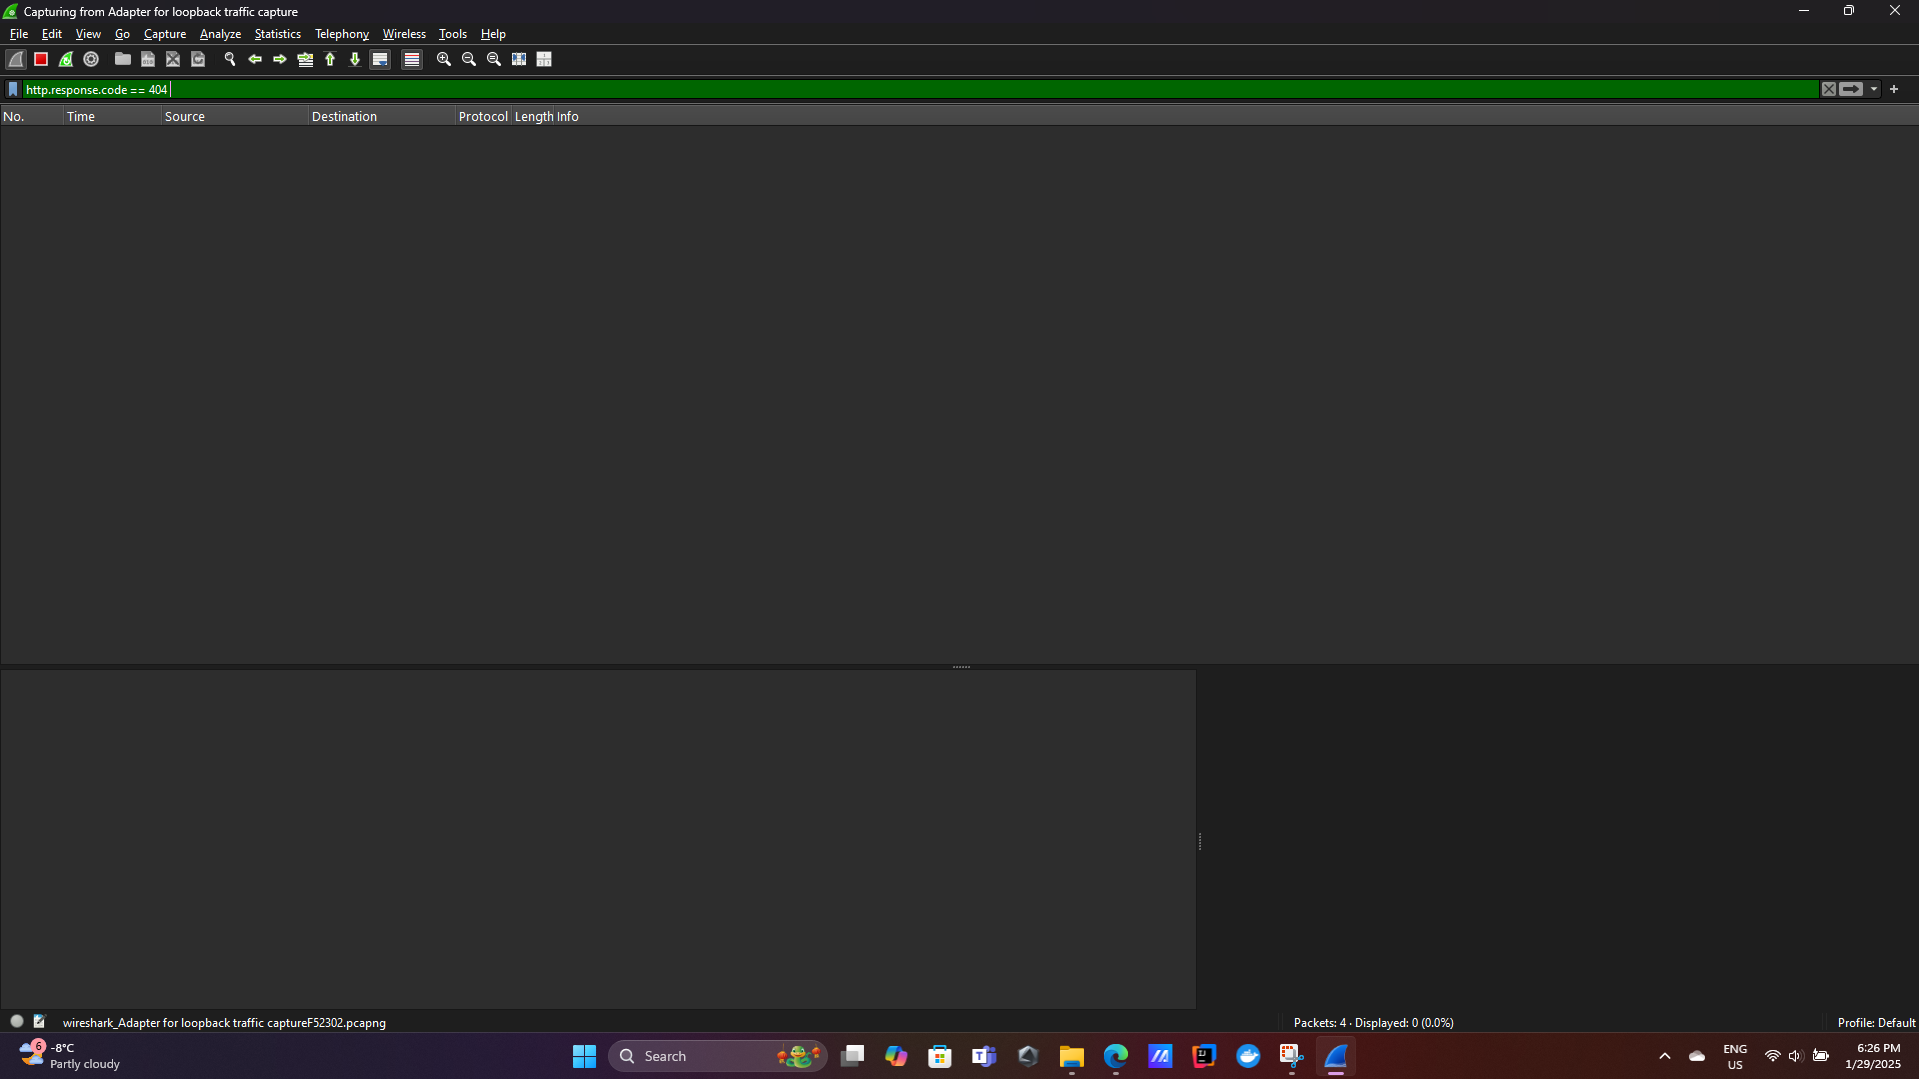 Capturing from Adapter for loopback traffic capture
File Edit View Go Capture Analyze Statistics Telephony Wireless Tools Help
http.response.code == 404
No. Time Source Destination Protocol Length Info
wireshark_Adapter for loopback traffic captureF52302.pcapng
Packets: 4 · Displayed: 0 (0.0%)
Profile: Default
6
-8°C
Partly cloudy
Search
ENG
US
6:26 PM
1/29/2025